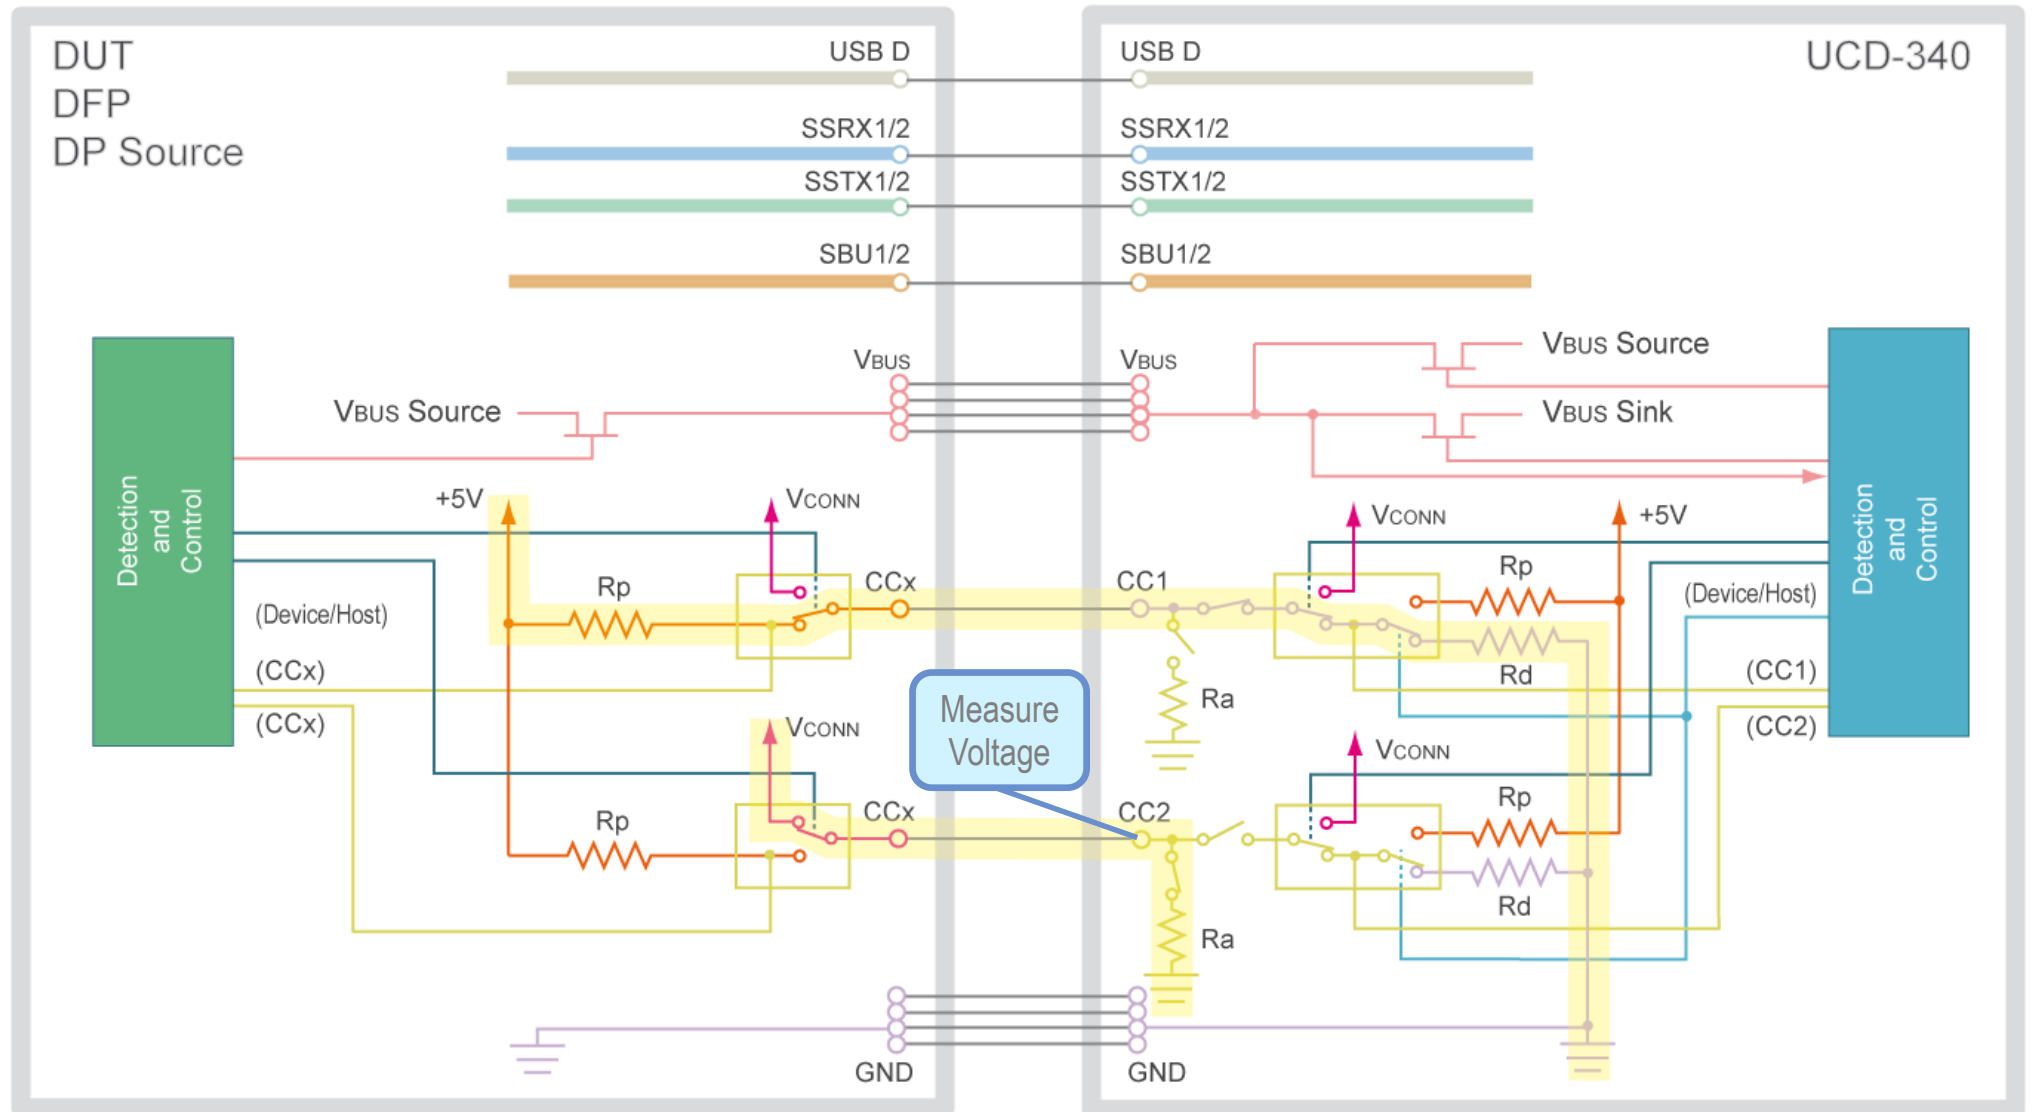 DUT
DFP
DP Source
UCD-340
USB D
USB D
SSRX1/2
SSRX1/2
SSTX1/2
SSTX1/2
SBU1/2
SBU1/2
VBUS
VBUS
VBUS Source
VBUS Source
VBUS Sink
Detection
and
Control
+5V
VCONN
VCONN
+5V
Detection
and
Control
Rp
CCx
CC1
Rp
(Device/Host)
(Device/Host)
(CCx)
Ra
Rd
(CC1)
(CCx)
VCONN
Measure
Voltage
VCONN
(CC2)
Rp
CCx
CC2
Rp
Ra
Rd
GND
GND